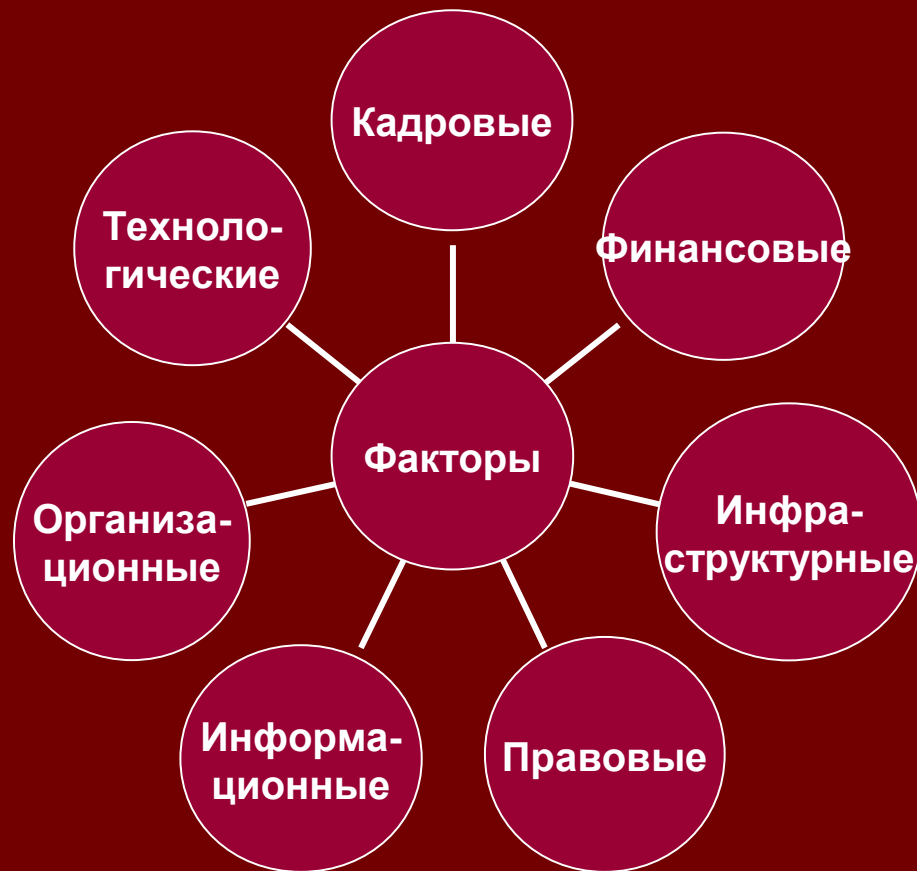 Кадровые
Техноло-
гические
Финансовые
Факторы
Организа-
ционные
Инфра-
структурные
Информа-
ционные
Правовые